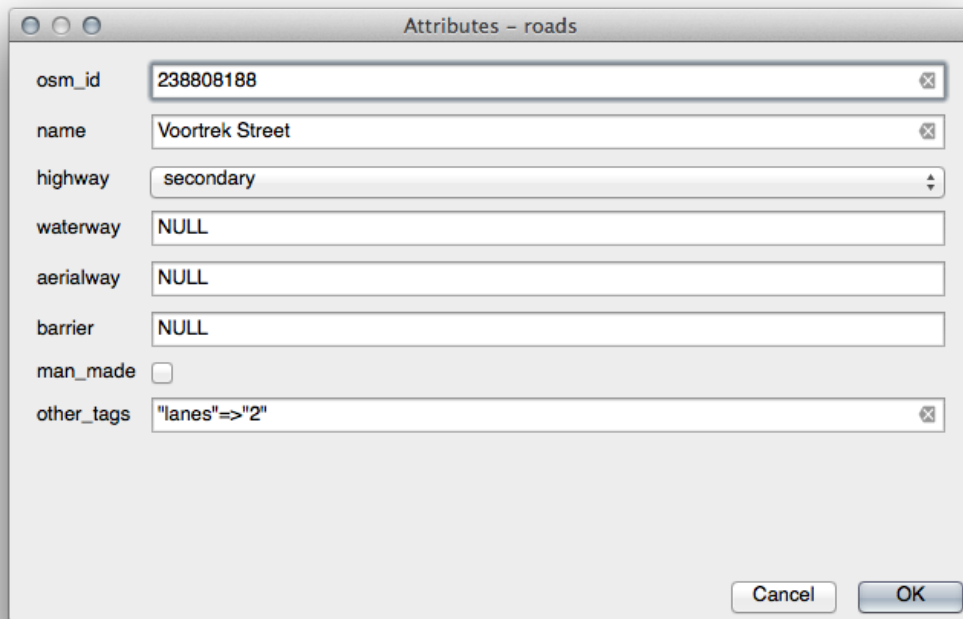 Attributes – roads
osm_id 238808188
name Voortrek Street
highway secondary
waterway NULL
aerialway NULL
barrier NULL
man_made
other_tags "lanes"=>"2"
Cancel OK